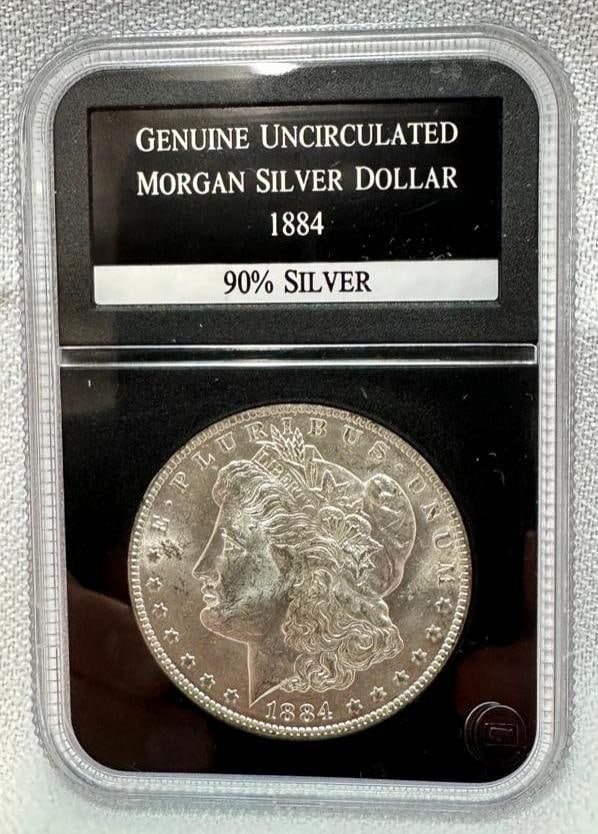 GENUINE UNCIRCULATED
MORGAN SILVER DOLLAR
1884
90% SILVER
E·PLURIBUS·UNUM
LIBERTY
1884